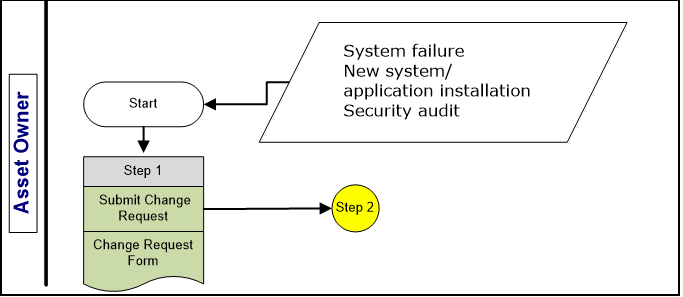 Asset Owner
System failure
New system/
application installation
Security audit
Start
Step 1
Submit Change
Request
Step 2
Change Request
Form